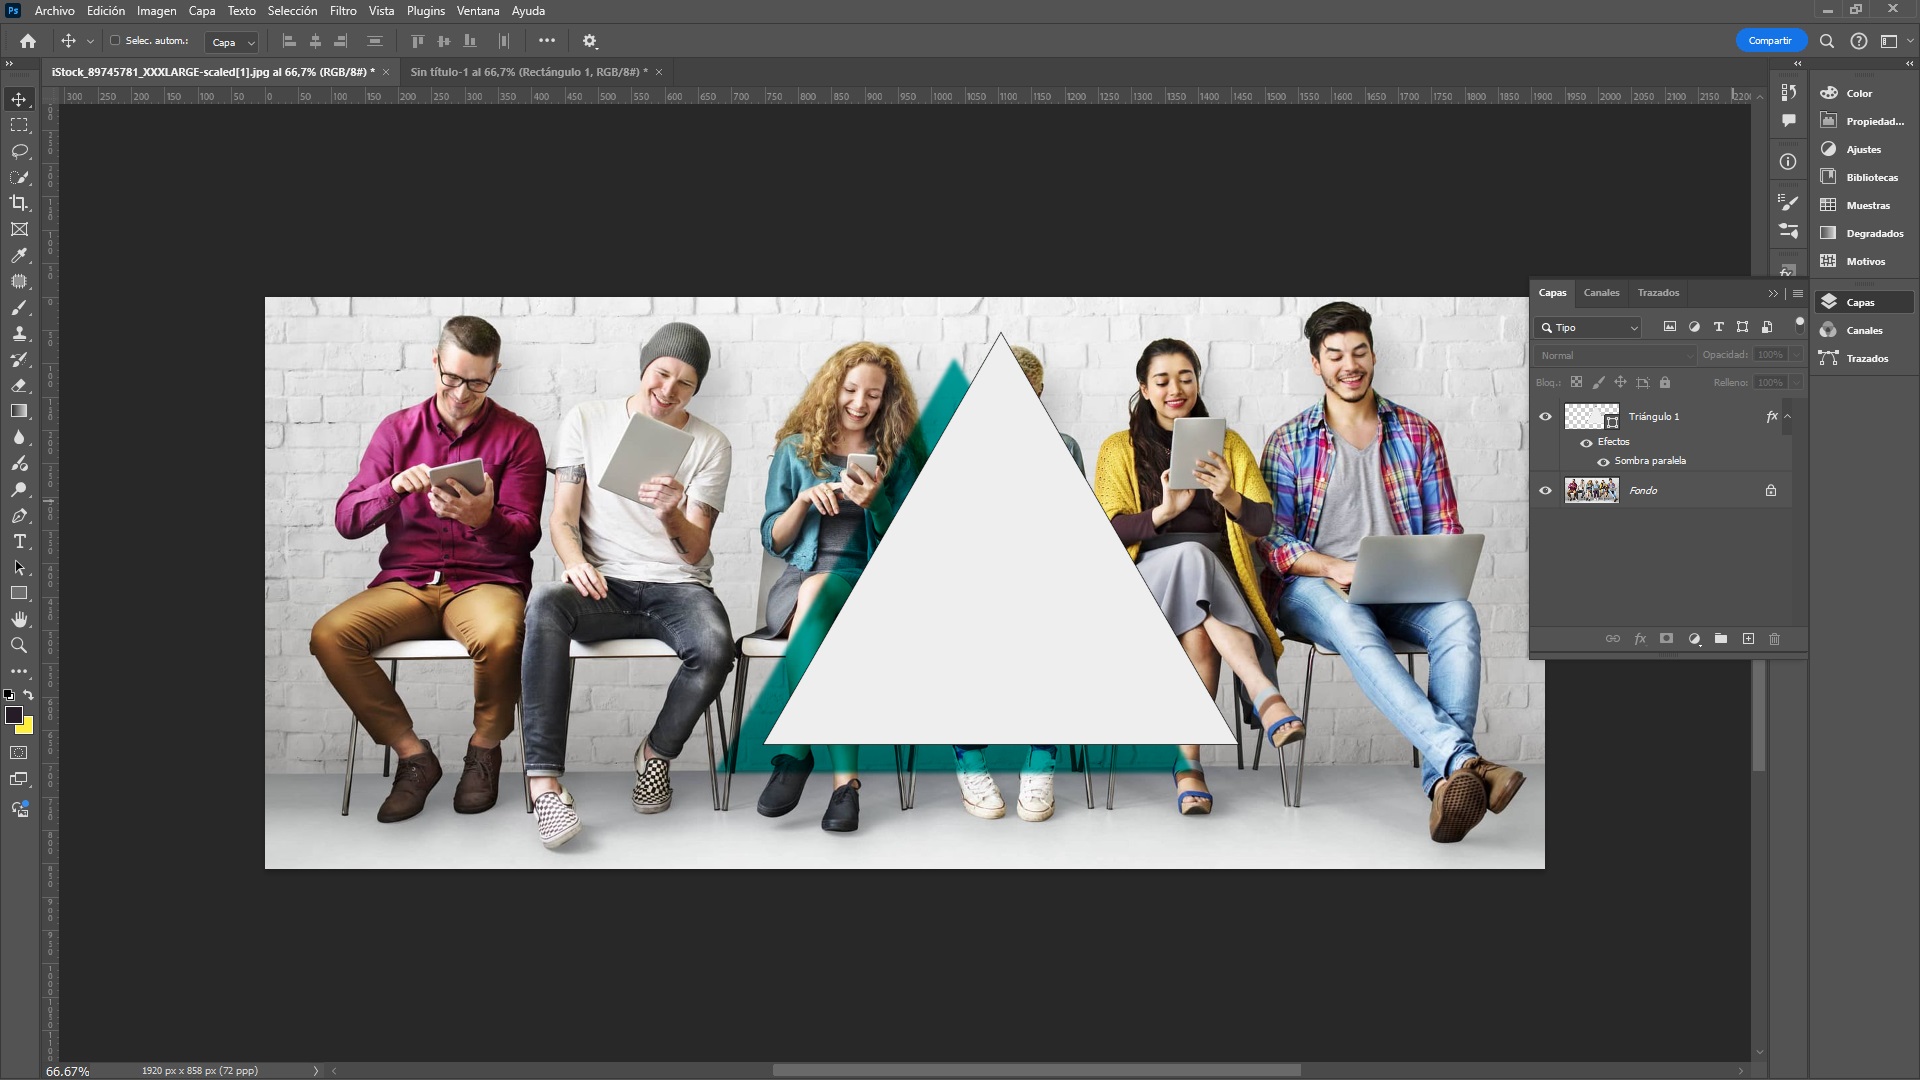 Ps Archivo Edición Imagen Capa Texto Selección Filtro Vista Plugins Ventana Ayuda
Selec. autom.: Capa Compartir
iStock_89745781_XXXLARGE-scaled[1].jpg al 66,7% (RGB/8#) * × Sin título-1 al 66,7% (Rectángulo 1, RGB/8#) * ×
300 250 200 150 100 50 0 50 100 150 200 250 300 350 400 450 500 550 600 650 700 750 800 850 900 950 1000 1050 1100 1150 1200 1250 1300 1350 1400 1450 1500 1550 1600 1650 1700 1750 1800 1850 1900 1950 2000 2050 2100 2150 2200
Color
Propiedad...
Ajustes
Bibliotecas
Muestras
Degradados
Motivos
Capas
Canales
Trazados
Capas Canales Trazados
Tipo
Normal Opacidad: 100%
Bloq.: Relleno: 100%
Triángulo 1 fx
Efectos
Sombra paralela
Fondo
fx
66.67% 1920 px x 858 px (72 ppp)